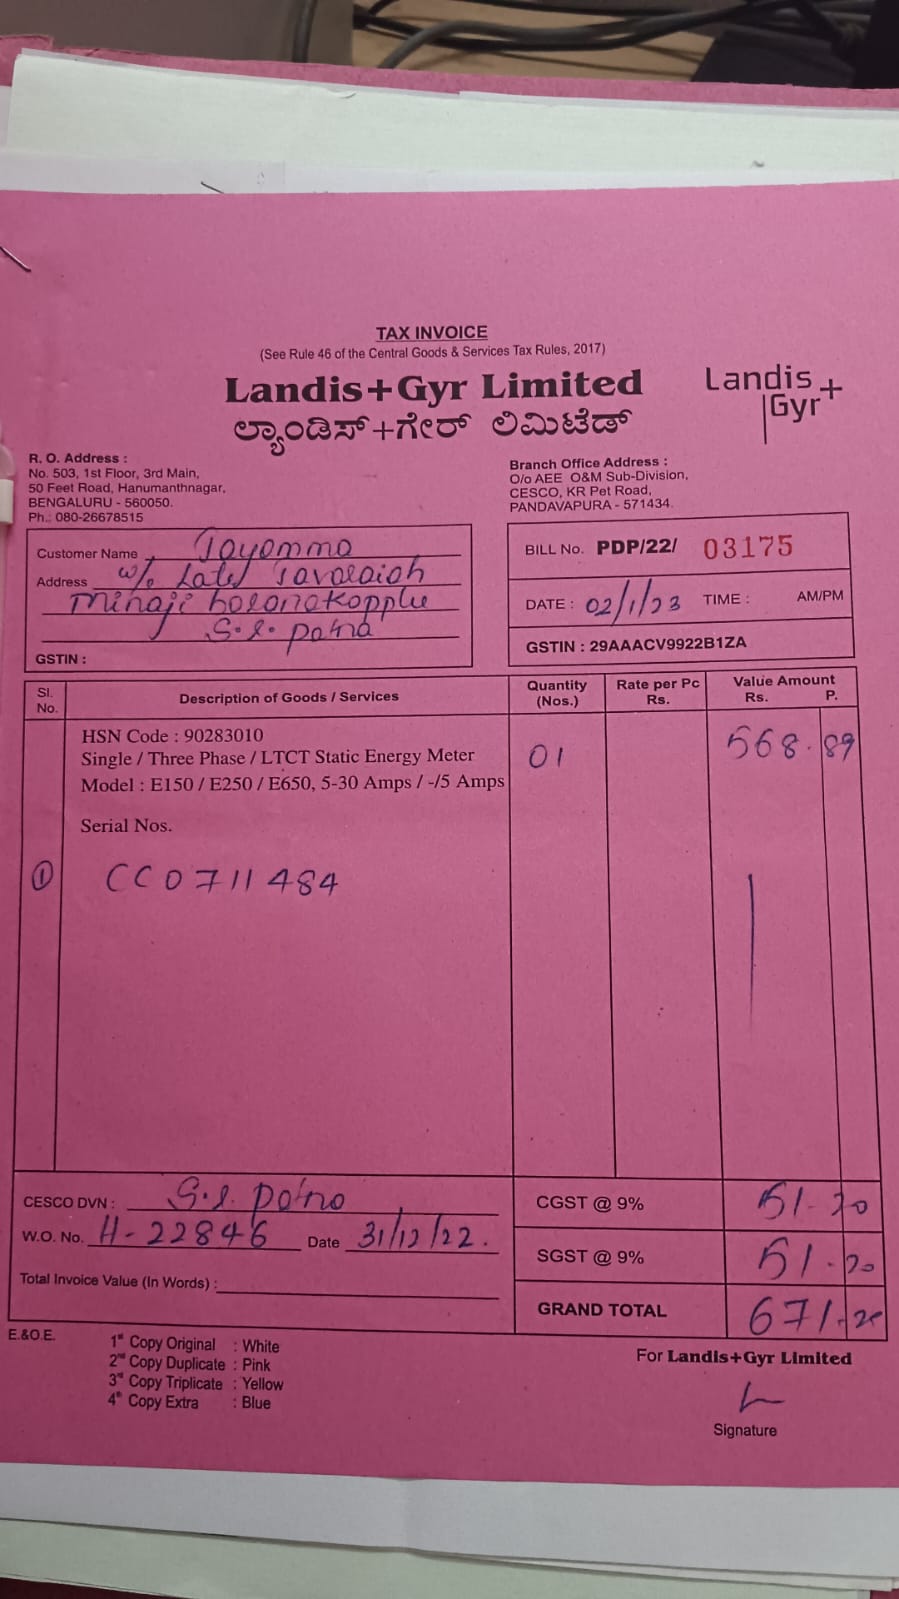 TAX INVOICE
(See Rule 46 of the Central Goods & Services Tax Rules, 2017)
Landis+Gyr Limited
ಲ್ಯಾಂಡಿಸ್+ಗೇರ್ ಲಿಮಿಟೆಡ್
Landis+
Gyr
R. O. Address :
No. 503, 1st Floor, 3rd Main,
50 Feet Road, Hanumanthnagar,
BENGALURU - 560050.
Ph.: 080-26678515
Branch Office Address :
O/o AEE O&M Sub-Division,
CESCO, KR Pet Road,
PANDAVAPURA - 571434.
Customer Name Jayamma
Address w/o Late Javaraiah
Minaji
S.r. patna
GSTIN :
BILL No. PDP/22/ 03175
DATE : 02/1/23 TIME : AM/PM
GSTIN : 29AAACV9922B1ZA
Sl. No. Description of Goods / Services Quantity (Nos.) Rate per Pc Rs. Value Amount Rs. P.
HSN Code : 90283010
Single / Three Phase / LTCT Static Energy Meter 01 568.89
Model : E150 / E250 / E650, 5-30 Amps / -/5 Amps
Serial Nos.
① CC0711484
CESCO DVN : S.r. patna
W.O. No. H-22846 Date 31/12/22.
Total Invoice Value (In Words) :
CGST @ 9% 51-20
SGST @ 9% 51-20
GRAND TOTAL 671-
E.&O.E.
1st Copy Original : White
2nd Copy Duplicate : Pink
3rd Copy Triplicate : Yellow
4th Copy Extra : Blue
For Landis+Gyr Limited
Signature